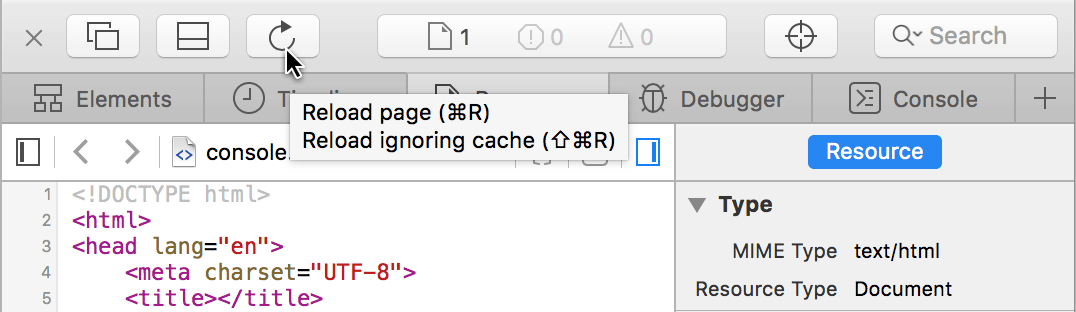 1 0 0 Search
Elements Debugger Console
Reload page (⌘R)
Reload ignoring cache (⇧⌘R)
console.
Resource
1 <!DOCTYPE html>
2 <html>
3 <head lang="en">
4 <meta charset="UTF-8">
5 <title></title>
Type
MIME Type text/html
Resource Type Document